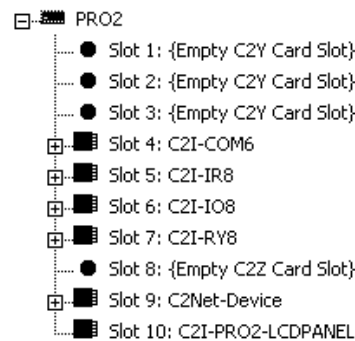 PRO2
Slot 1: {Empty C2Y Card Slot}
Slot 2: {Empty C2Y Card Slot}
Slot 3: {Empty C2Y Card Slot}
Slot 4: C2I-COM6
Slot 5: C2I-IR8
Slot 6: C2I-IO8
Slot 7: C2I-RY8
Slot 8: {Empty C2Z Card Slot}
Slot 9: C2Net-Device
Slot 10: C2I-PRO2-LCDPANEL